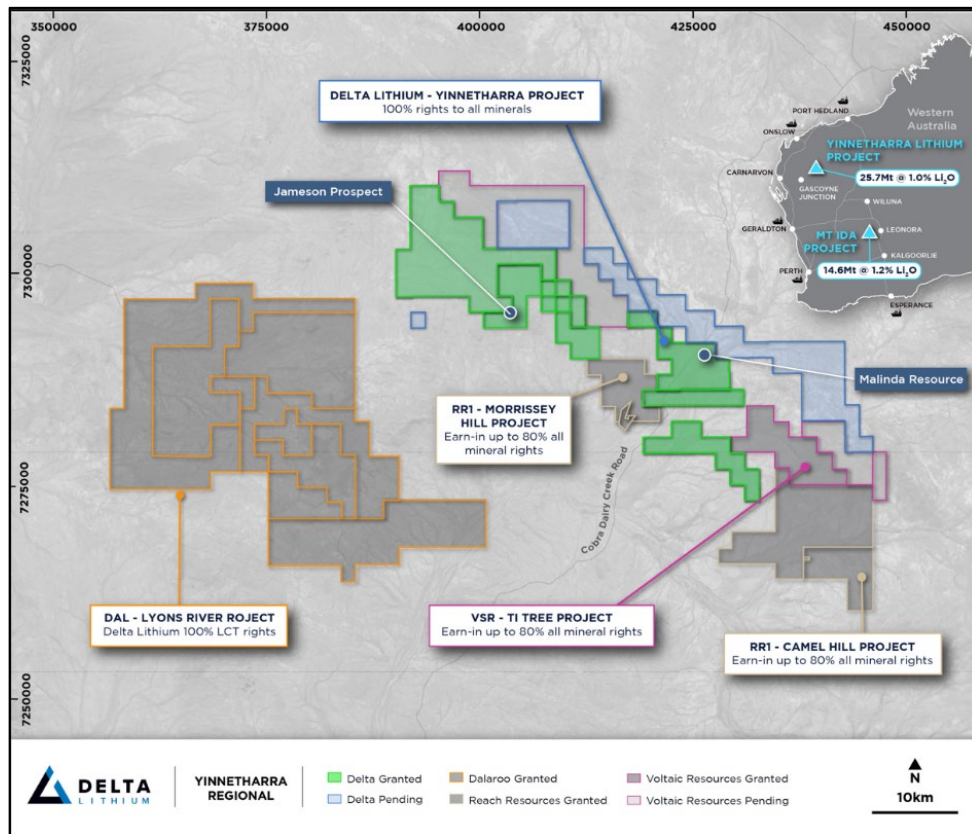 350000
375000
400000
425000
450000
7325000
7300000
7275000
7250000
DELTA LITHIUM - YINNETHARRA PROJECT
100% rights to all minerals
Jameson Prospect
Malinda Resource
RR1 - MORRISSEY
HILL PROJECT
Earn-in up to 80% all
mineral rights
Cobra Dairy Creek Road
DAL - LYONS RIVER ROJECT
Delta Lithium 100% LCT rights
VSR - TI TREE PROJECT
Earn-in up to 80% all mineral rights
RR1 - CAMEL HILL PROJECT
Earn-in up to 80% all mineral rights
PORT HEDLAND
ONSLOW
Western
Australia
YINNETHARRA LITHIUM
PROJECT
25.7Mt @ 1.0% Li₂O
CARNARVON
GASCOYNE
JUNCTION
WILUNA
MT IDA
PROJECT
LEONORA
GERALDTON
KALGOORLIE
14.6Mt @ 1.2% Li₂O
PERTH
ESPERANCE
DELTA
LITHIUM
YINNETHARRA
REGIONAL
Delta Granted
Delta Pending
Dalaroo Granted
Reach Resources Granted
Voltaic Resources Granted
Voltaic Resources Pending
N
10km